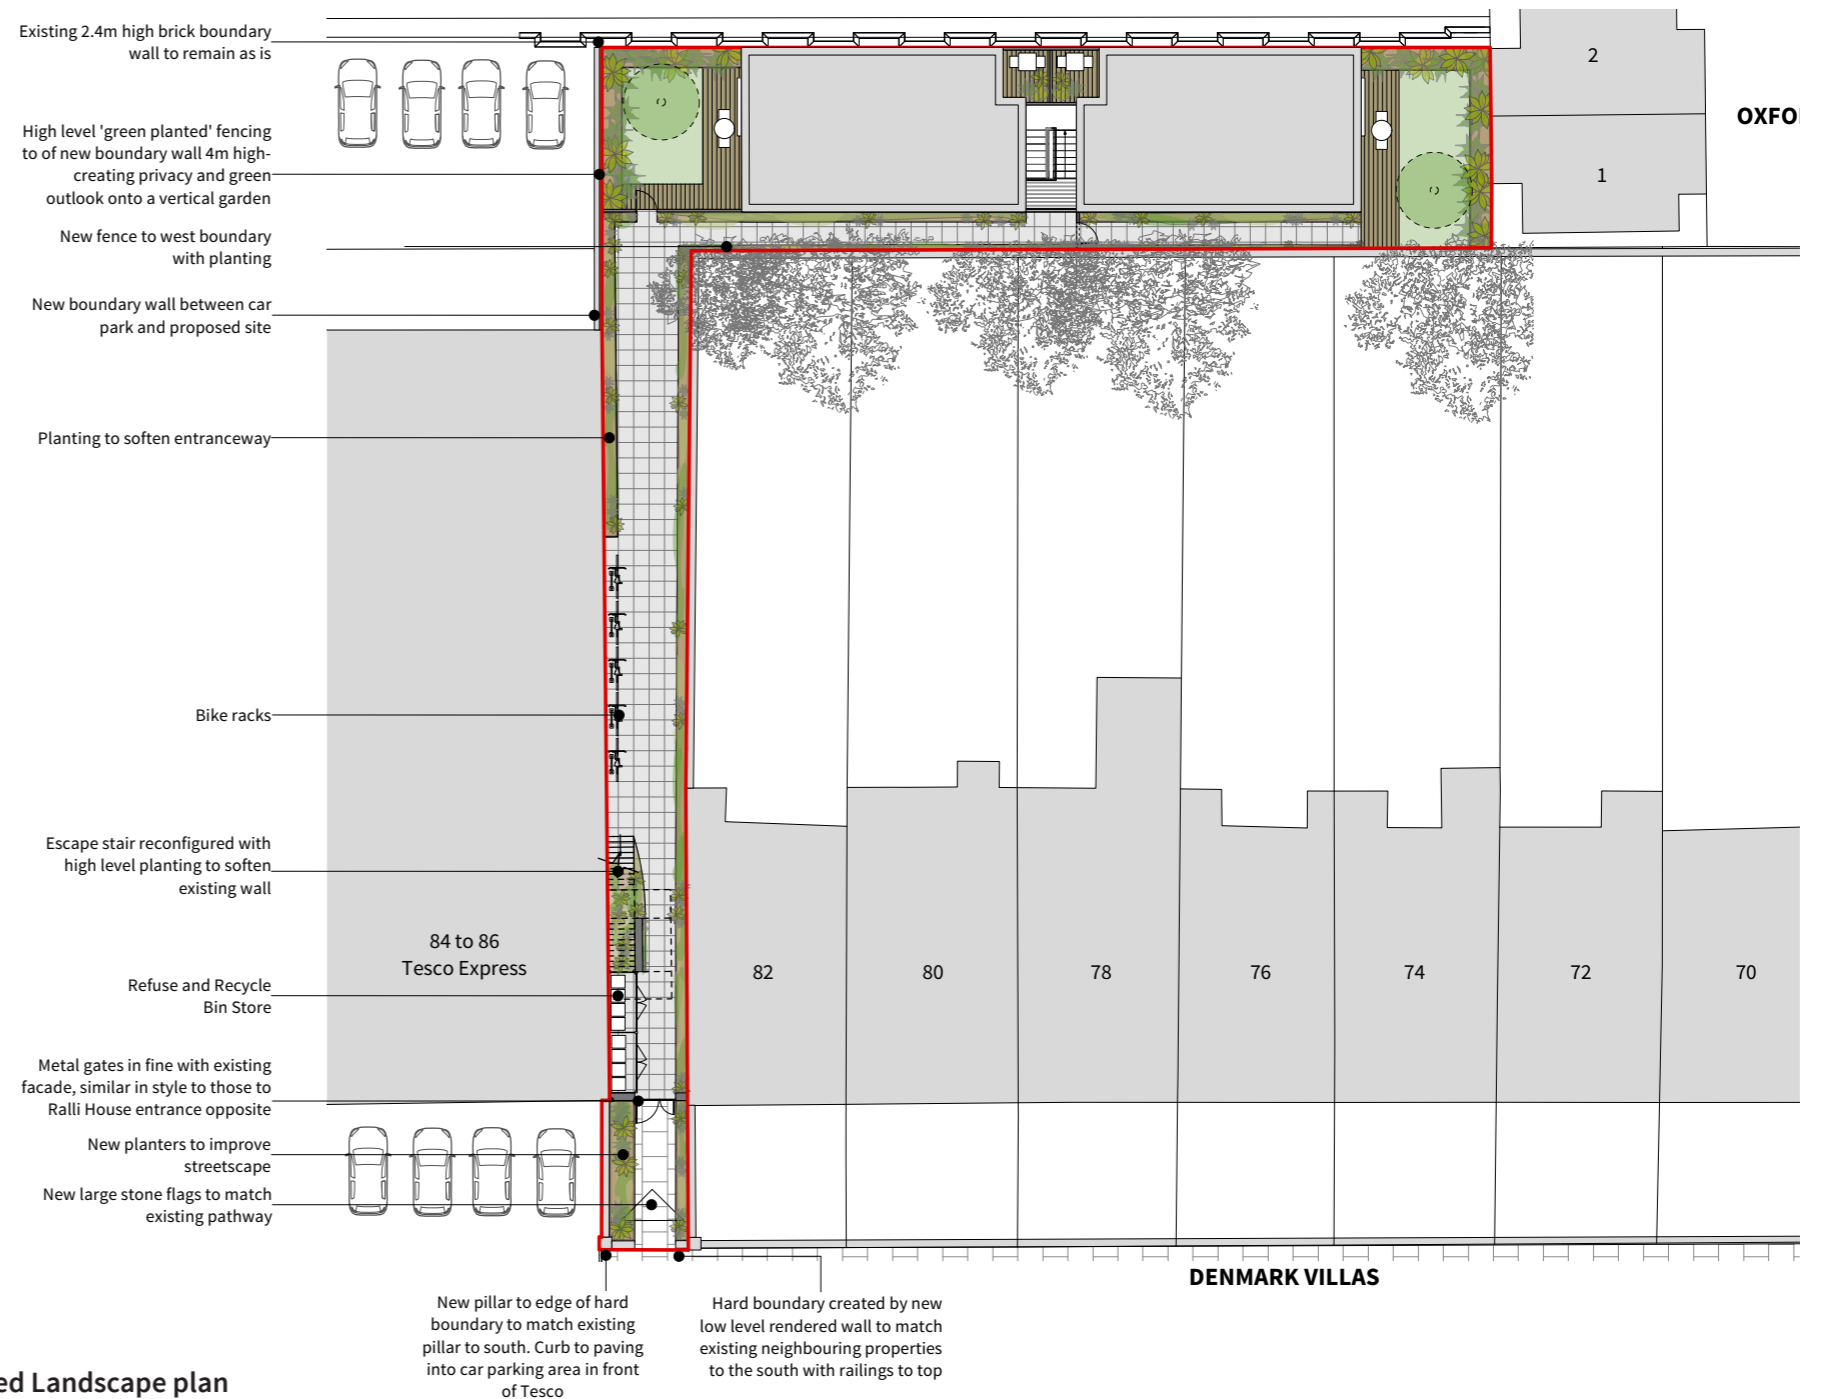 Existing 2.4m high brick boundary
wall to remain as is
High level 'green planted' fencing
to of new boundary wall 4m high-
creating privacy and green
outlook onto a vertical garden
New fence to west boundary
with planting
New boundary wall between car
park and proposed site
Planting to soften entranceway
Bike racks
Escape stair reconfigured with
high level planting to soften
existing wall
Refuse and Recycle
Bin Store
Metal gates in fine with existing
facade, similar in style to those to
Ralli House entrance opposite
New planters to improve
streetscape
New large stone flags to match
existing pathway
2
OXFO
1
84 to 86
Tesco Express
82
80
78
76
74
72
70
DENMARK VILLAS
New pillar to edge of hard
boundary to match existing
pillar to south. Curb to paving
into car parking area in front
of Tesco
Hard boundary created by new
low level rendered wall to match
existing neighbouring properties
to the south with railings to top
ed Landscape plan